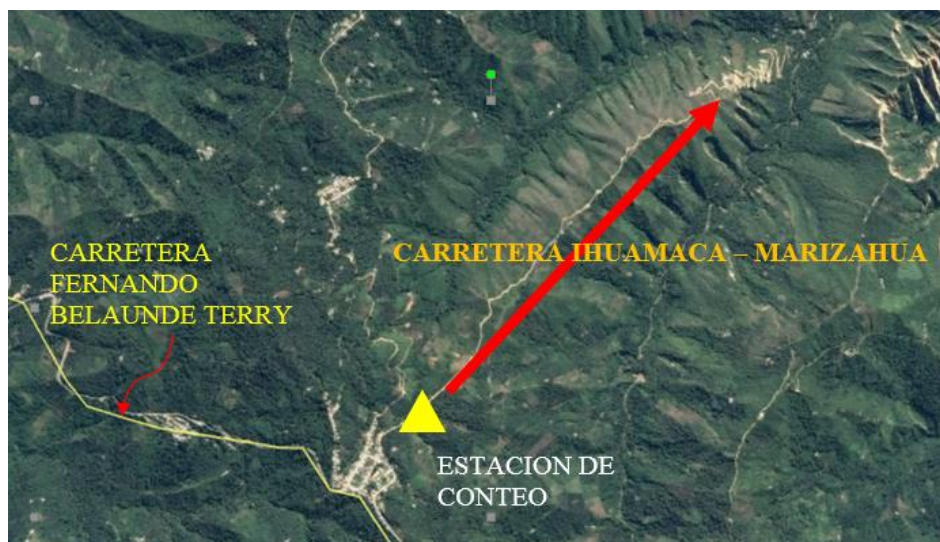 CARRETERA
FERNANDO
BELAUNDE TERRY
CARRETERA IHUAMACA – MARIZAHUA
ESTACION DE
CONTEO